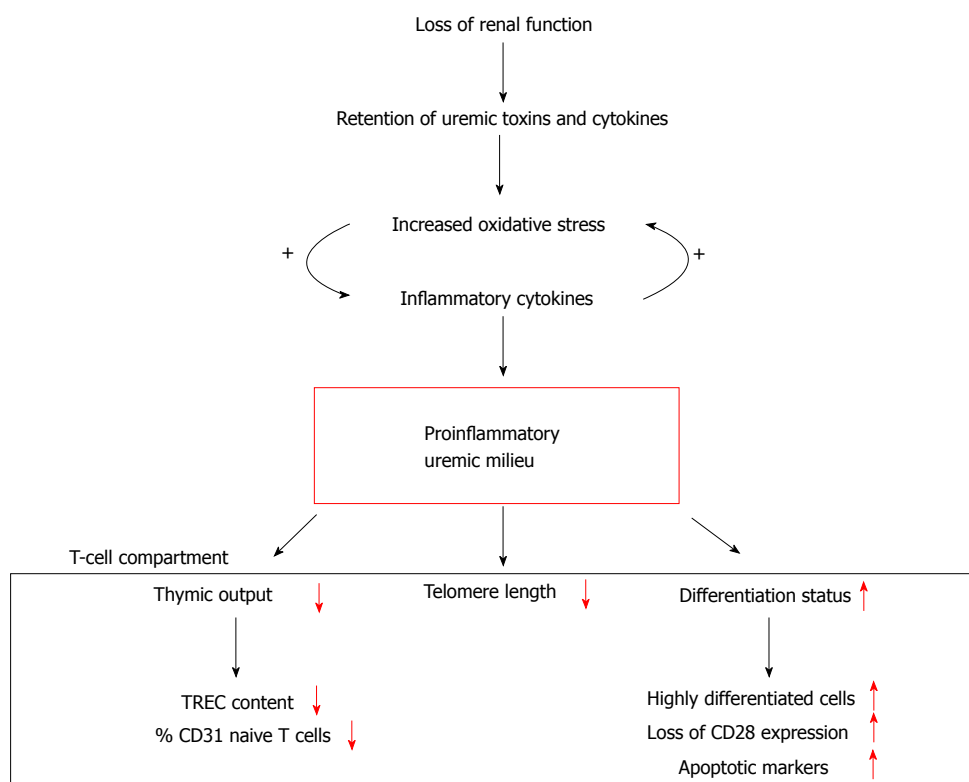 Loss of renal function
Retention of uremic toxins and cytokines
Increased oxidative stress
+
+
Inflammatory cytokines
Proinflammatory
uremic milieu
T-cell compartment
Thymic output
Telomere length
Differentiation status
TREC content
% CD31 naive T cells
Highly differentiated cells
Loss of CD28 expression
Apoptotic markers